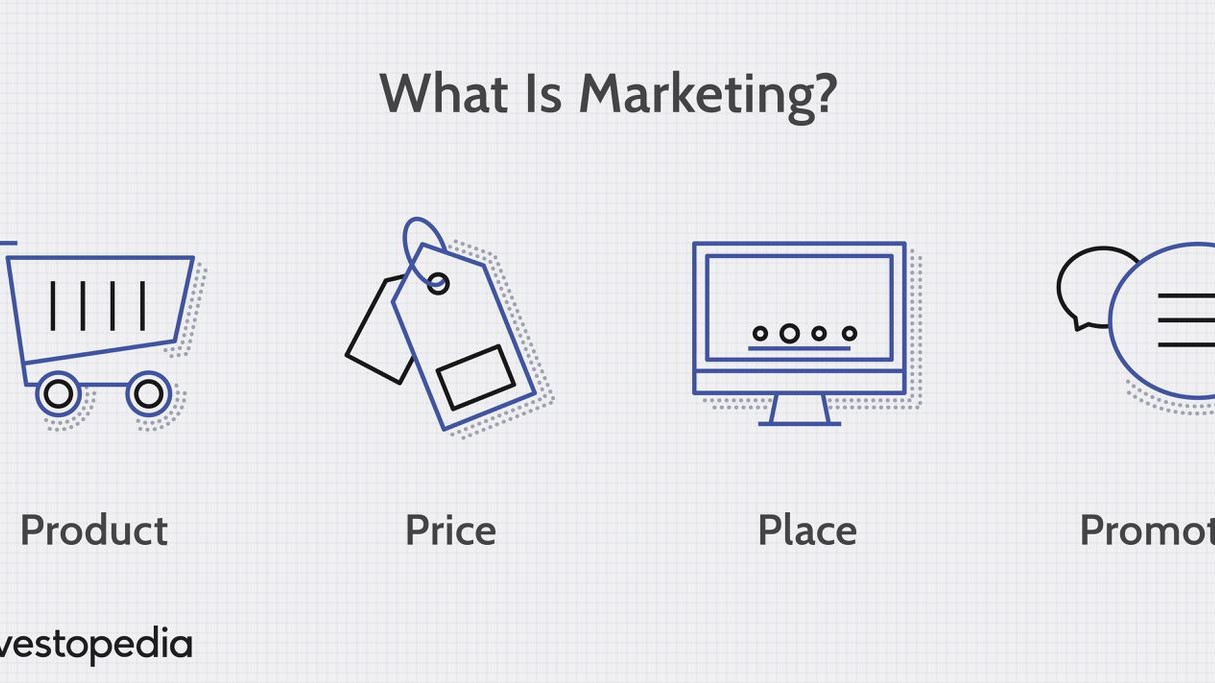 What Is Marketing?
Product
Price
Place
Promot
vestopedia